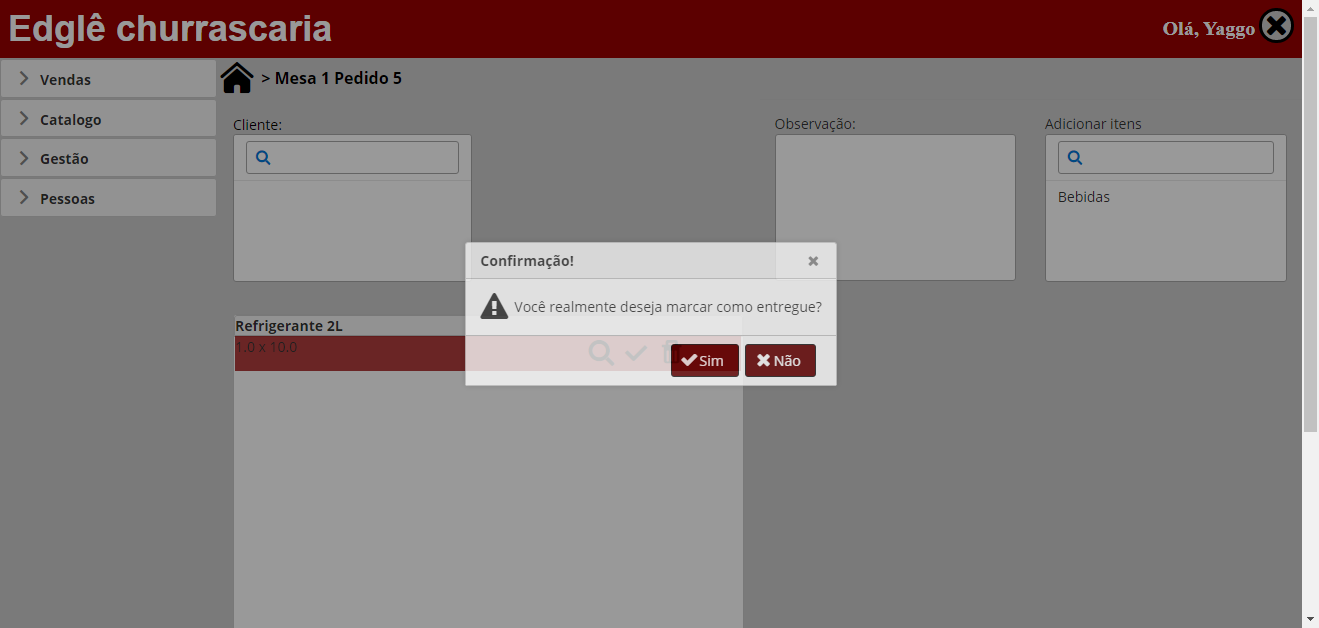 Edglê churrascaria
Olá, Yaggo
Vendas
Catalogo
Gestão
Pessoas
> Mesa 1 Pedido 5
Cliente:
Observação:
Adicionar itens
Bebidas
Confirmação!
Você realmente deseja marcar como entregue?
Sim
Não
Refrigerante 2L
1.0 x 10.0